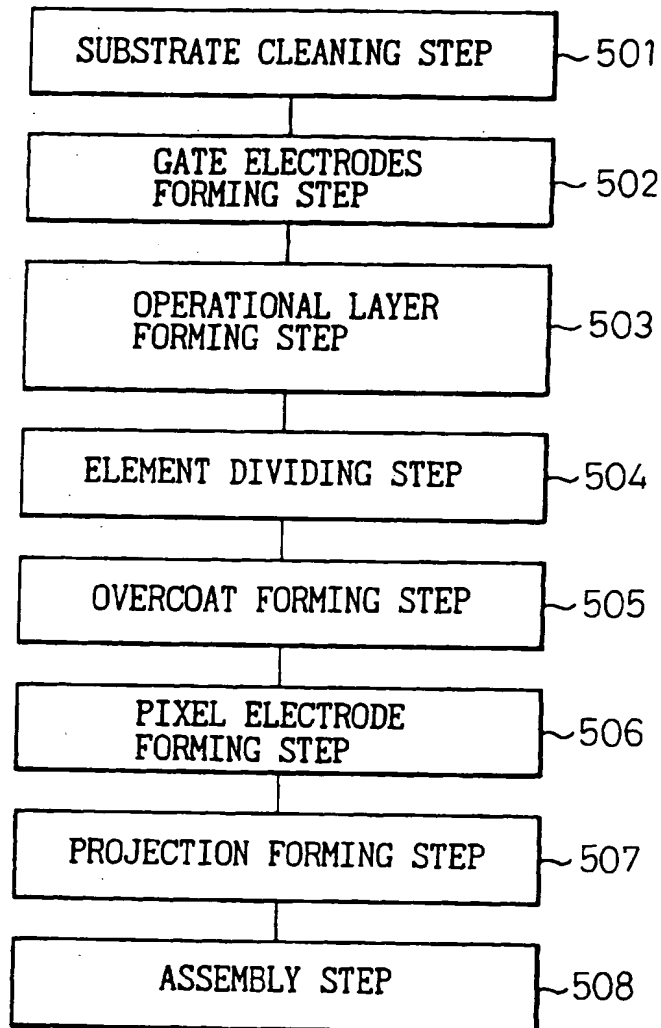 SUBSTRATE CLEANING STEP 501
GATE ELECTRODES
FORMING STEP 502
OPERATIONAL LAYER
FORMING STEP 503
ELEMENT DIVIDING STEP 504
OVERCOAT FORMING STEP 505
PIXEL ELECTRODE
FORMING STEP 506
PROJECTION FORMING STEP 507
ASSEMBLY STEP 508